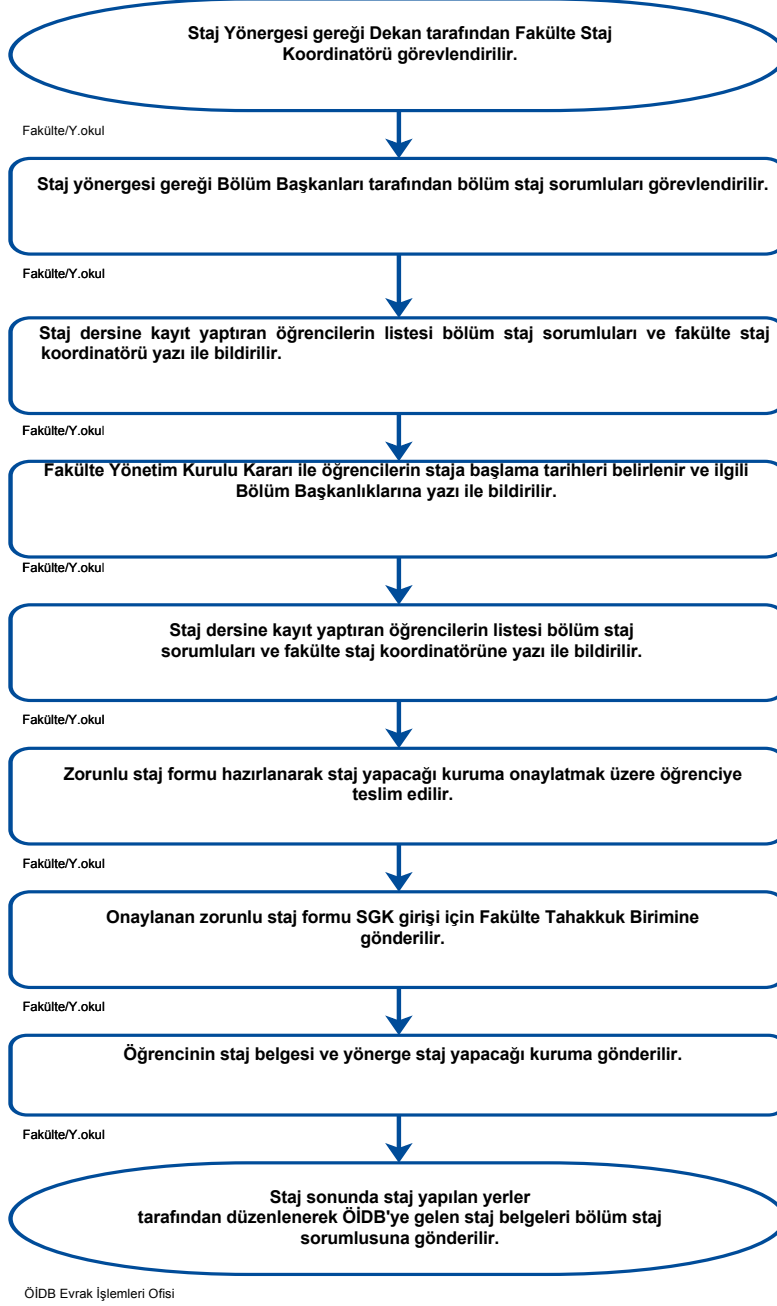 Staj Yönergesi gereği Dekan tarafından Fakülte Staj
Koordinatörü görevlendirilir.
Fakülte/Y.okul
Staj yönergesi gereği Bölüm Başkanları tarafından bölüm staj sorumluları görevlendirilir.
Fakülte/Y.okul
Staj dersine kayıt yaptıran öğrencilerin listesi bölüm staj sorumluları ve fakülte staj
koordinatörü yazı ile bildirilir.
Fakülte/Y.okul
Fakülte Yönetim Kurulu Kararı ile öğrencilerin staja başlama tarihleri belirlenir ve ilgili
Bölüm Başkanlıklarına yazı ile bildirilir.
Fakülte/Y.okul
Staj dersine kayıt yaptıran öğrencilerin listesi bölüm staj
sorumluları ve fakülte staj koordinatörüne yazı ile bildirilir.
Fakülte/Y.okul
Zorunlu staj formu hazırlanarak staj yapacağı kuruma onaylatmak üzere öğrenciye
teslim edilir.
Fakülte/Y.okul
Onaylanan zorunlu staj formu SGK girişi için Fakülte Tahakkuk Birimine
gönderilir.
Fakülte/Y.okul
Öğrencinin staj belgesi ve yönerge staj yapacağı kuruma gönderilir.
Fakülte/Y.okul
Staj sonunda staj yapılan yerler
tarafından düzenlenerek ÖİDB'ye gelen staj belgeleri bölüm staj
sorumlusuna gönderilir.
ÖİDB Evrak İşlemleri Ofisi